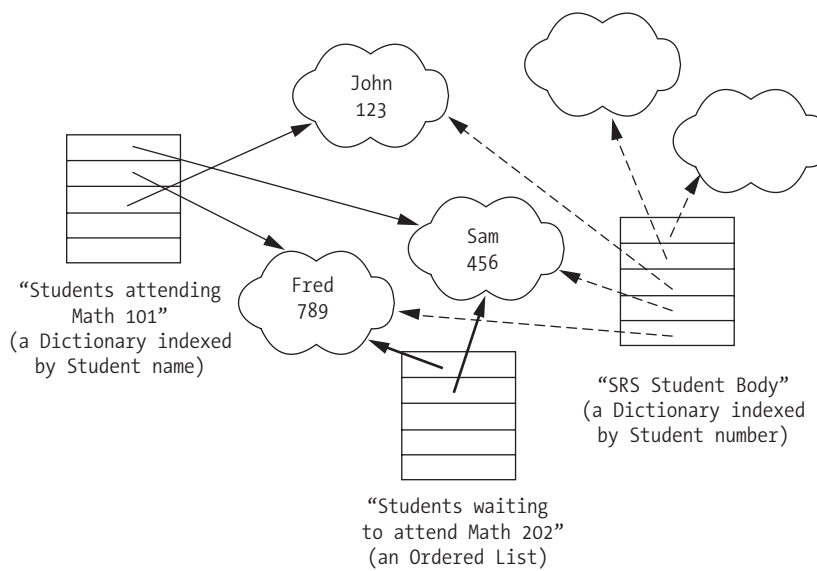 John
123
Sam
456
Fred
789
“Students attending
Math 101”
(a Dictionary indexed
by Student name)
“SRS Student Body”
(a Dictionary indexed
by Student number)
“Students waiting
to attend Math 202”
(an Ordered List)